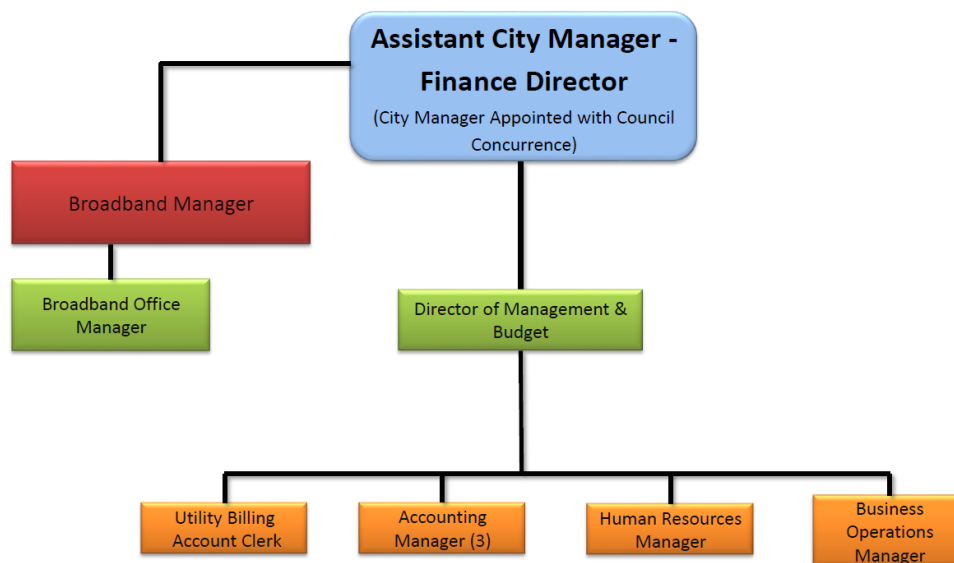 Assistant City Manager -
Finance Director
(City Manager Appointed with Council
Concurrence)
Broadband Manager
Broadband Office
Manager
Director of Management &
Budget
Utility Billing
Account Clerk
Accounting
Manager (3)
Human Resources
Manager
Business
Operations
Manager